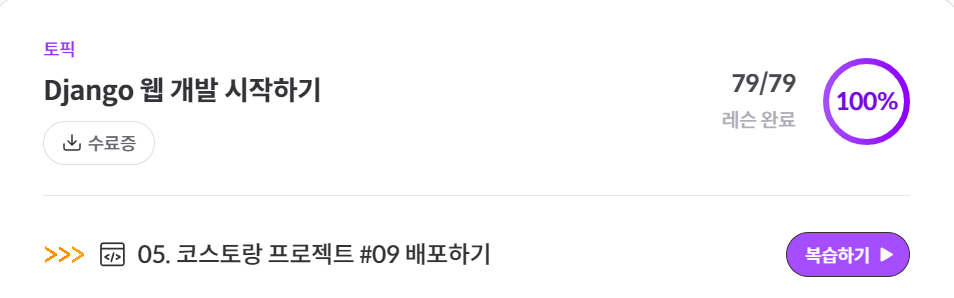 토픽
Django 웹 개발 시작하기
79/79
레슨 완료
100%
수료증
>>> </> 05. 코스토랑 프로젝트 #09 배포하기
복습하기